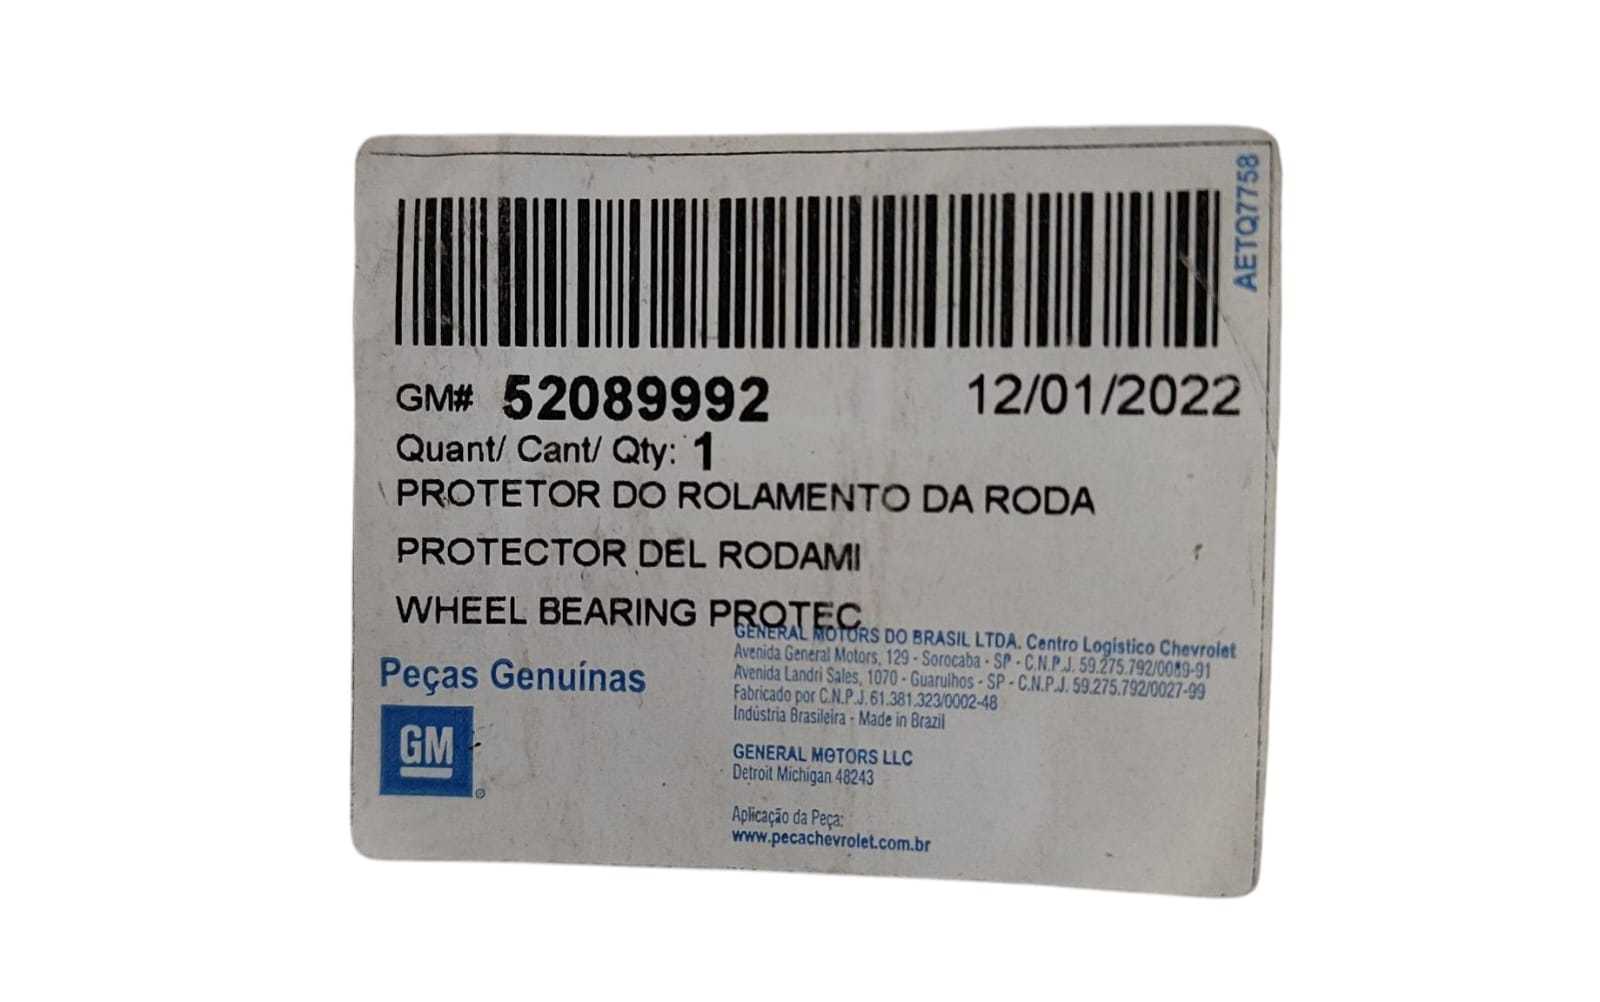 AETQ7758
GM# 52089992 12/01/2022
Quant/ Cant/ Qty: 1
PROTETOR DO ROLAMENTO DA RODA
PROTECTOR DEL RODAMI
WHEEL BEARING PROTEC
GENERAL MOTORS DO BRASIL LTDA. Centro Logístico Chevrolet
Avenida General Motors, 129 - Sorocaba - SP - C.N.P.J. 59.275.792/0089-91
Avenida Landri Sales, 1070 - Guarulhos - SP - C.N.P.J. 59.275.792/0027-99
Fabricado por C.N.P.J. 61.381.323/0002-48
Indústria Brasileira - Made in Brazil
Peças Genuínas
GM
®
GENERAL MOTORS LLC
Detroit Michigan 48243
Aplicação da Peça:
www.pecachevrolet.com.br